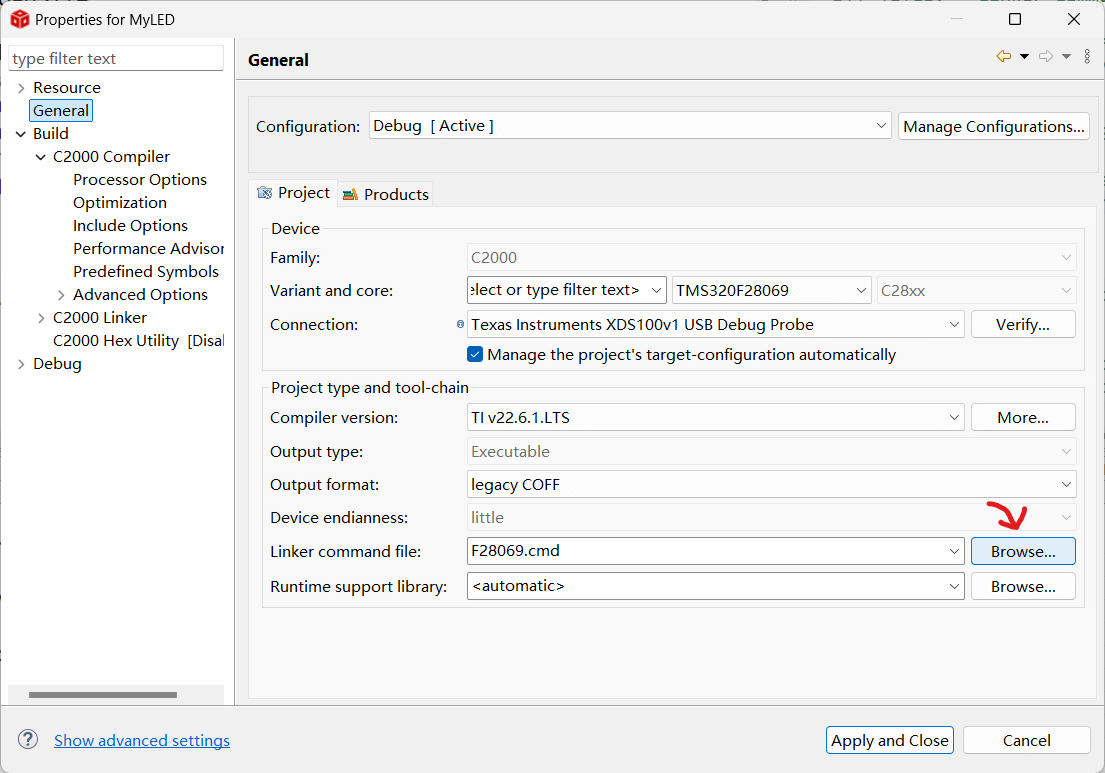 Properties for MyLED
type filter text
General
Resource
General
Build
C2000 Compiler
Processor Options
Optimization
Include Options
Performance Advisor
Predefined Symbols
Advanced Options
C2000 Linker
C2000 Hex Utility [Disal
Debug
Configuration: Debug [ Active ] Manage Configurations...
Project Products
Device
Family: C2000
Variant and core: elect or type filter text> TMS320F28069 C28xx
Connection: Texas Instruments XDS100v1 USB Debug Probe Verify...
Manage the project's target-configuration automatically
Project type and tool-chain
Compiler version: TI v22.6.1.LTS More...
Output type: Executable
Output format: legacy COFF
Device endianness: little
Linker command file: F28069.cmd Browse...
Runtime support library: <automatic> Browse...
Show advanced settings Apply and Close Cancel